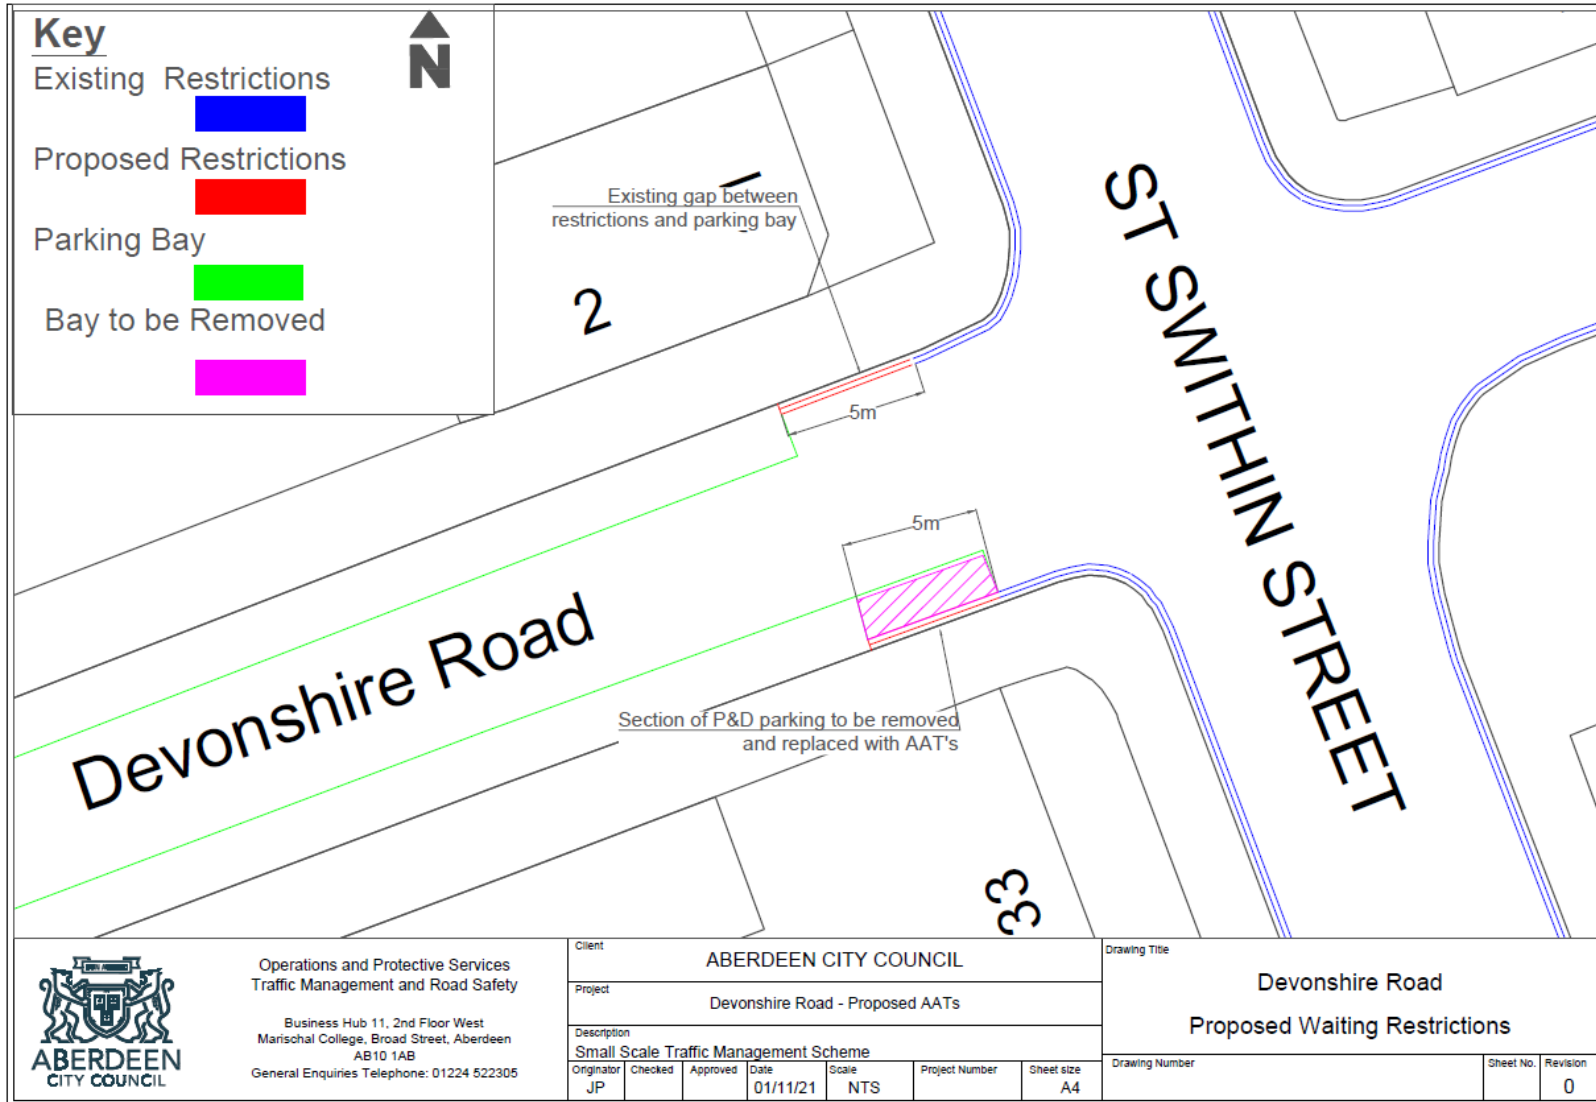 Key
N
Existing Restrictions
Proposed Restrictions
Parking Bay
Bay to be Removed
1
Existing gap between
restrictions and parking bay
2
5m
5m
ST SWITHIN STREET
Devonshire Road
Section of P&D parking to be removed
and replaced with AAT's
33
ABERDEEN
CITY COUNCIL
Operations and Protective Services
Traffic Management and Road Safety
Business Hub 11, 2nd Floor West
Marischal College, Broad Street, Aberdeen
AB10 1AB
General Enquiries Telephone: 01224 522305
Client
ABERDEEN CITY COUNCIL
Project
Devonshire Road - Proposed AATs
Description
Small Scale Traffic Management Scheme
Originator
JP
Checked
Approved
Date
01/11/21
Scale
NTS
Project Number
Sheet size
A4
Drawing Title
Devonshire Road
Proposed Waiting Restrictions
Drawing Number
Sheet No.
Revision
0